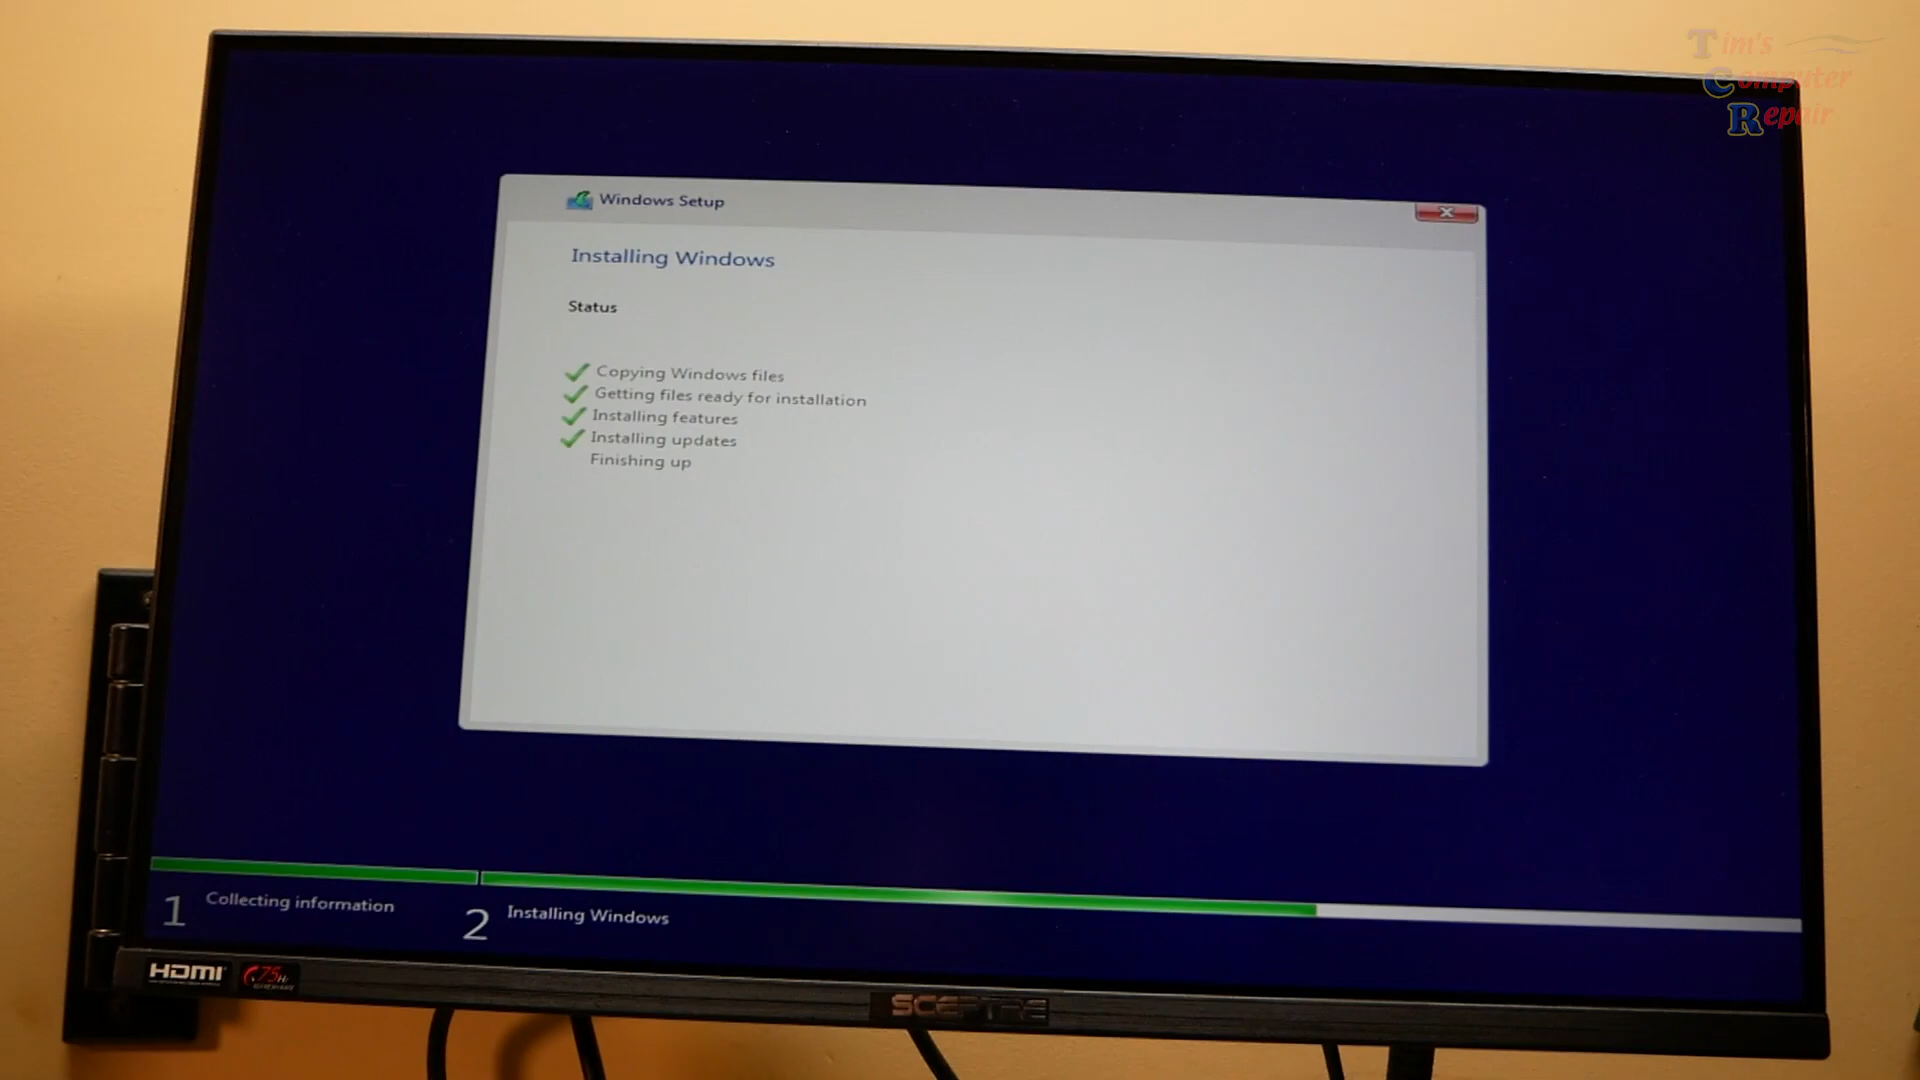 Tim's
Computer
Repair
Windows Setup
Installing Windows
Status
Copying Windows files
Getting files ready for installation
Installing features
Installing updates
Finishing up
1 Collecting information
2 Installing Windows
HDMI
75Hz
SCEPTRE